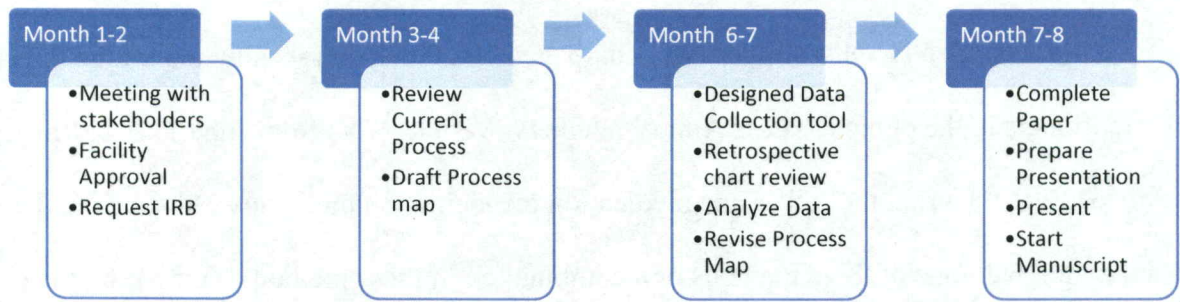 Month 1-2
•Meeting with
stakeholders
•Facility
Approval
•Request IRB
Month 3-4
•Review
Current
Process
•Draft Process
map
Month 6-7
•Designed Data
Collection tool
•Retrospective
chart review
•Analyze Data
•Revise Process
Map
Month 7-8
•Complete
Paper
•Prepare
Presentation
•Present
•Start
Manuscript